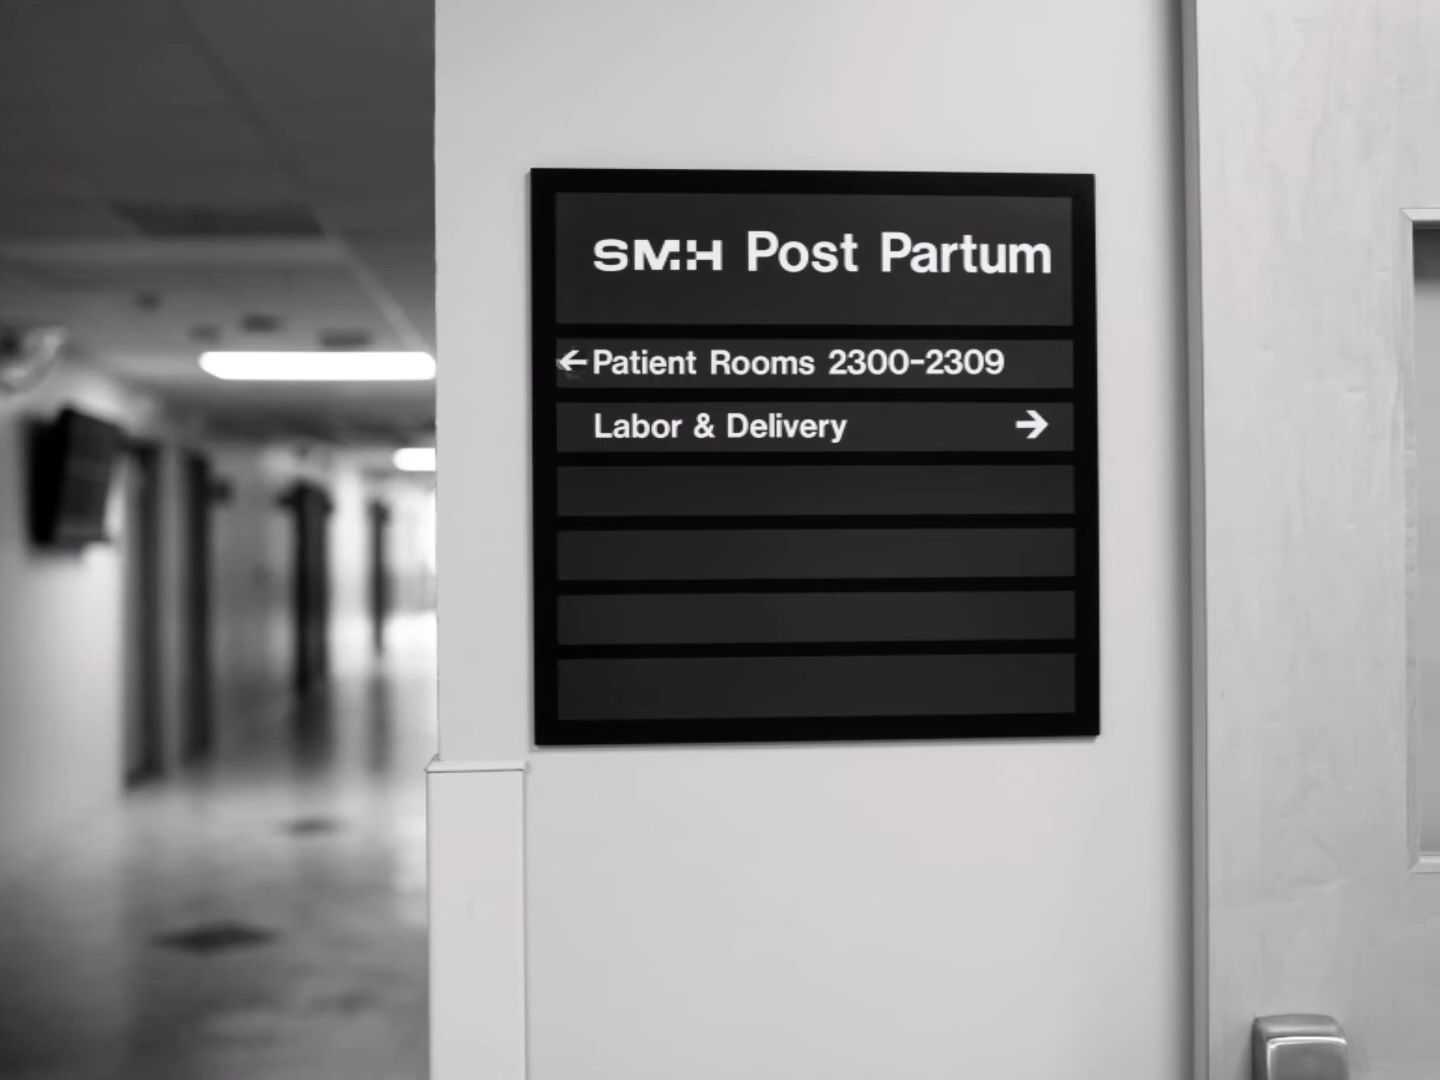 SMH Post Partum
← Patient Rooms 2300-2309
Labor & Delivery →